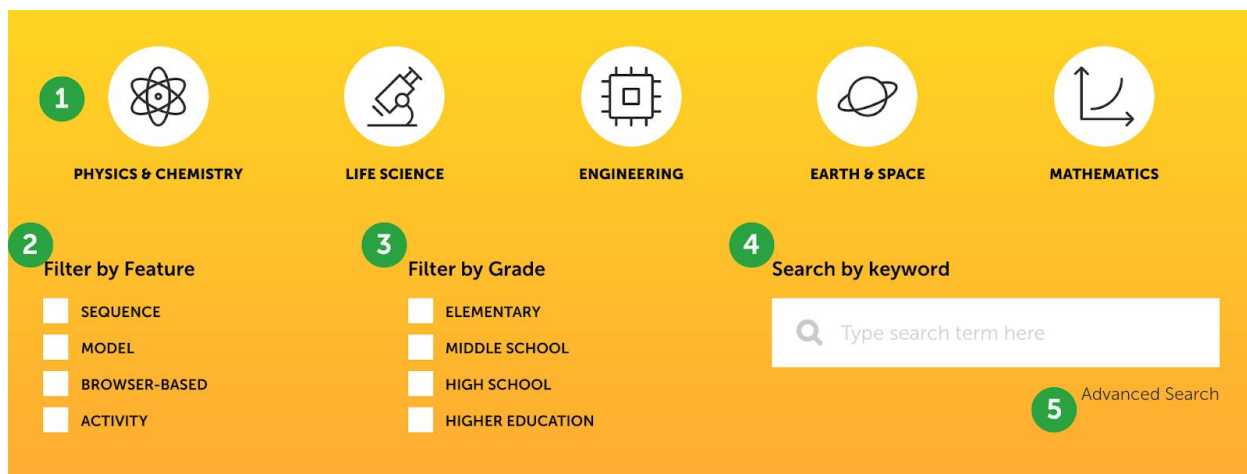 1
PHYSICS & CHEMISTRY
LIFE SCIENCE
ENGINEERING
EARTH & SPACE
MATHEMATICS
2
Filter by Feature
SEQUENCE
MODEL
BROWSER-BASED
ACTIVITY
3
Filter by Grade
ELEMENTARY
MIDDLE SCHOOL
HIGH SCHOOL
HIGHER EDUCATION
4
Search by keyword
Type search term here
5
Advanced Search